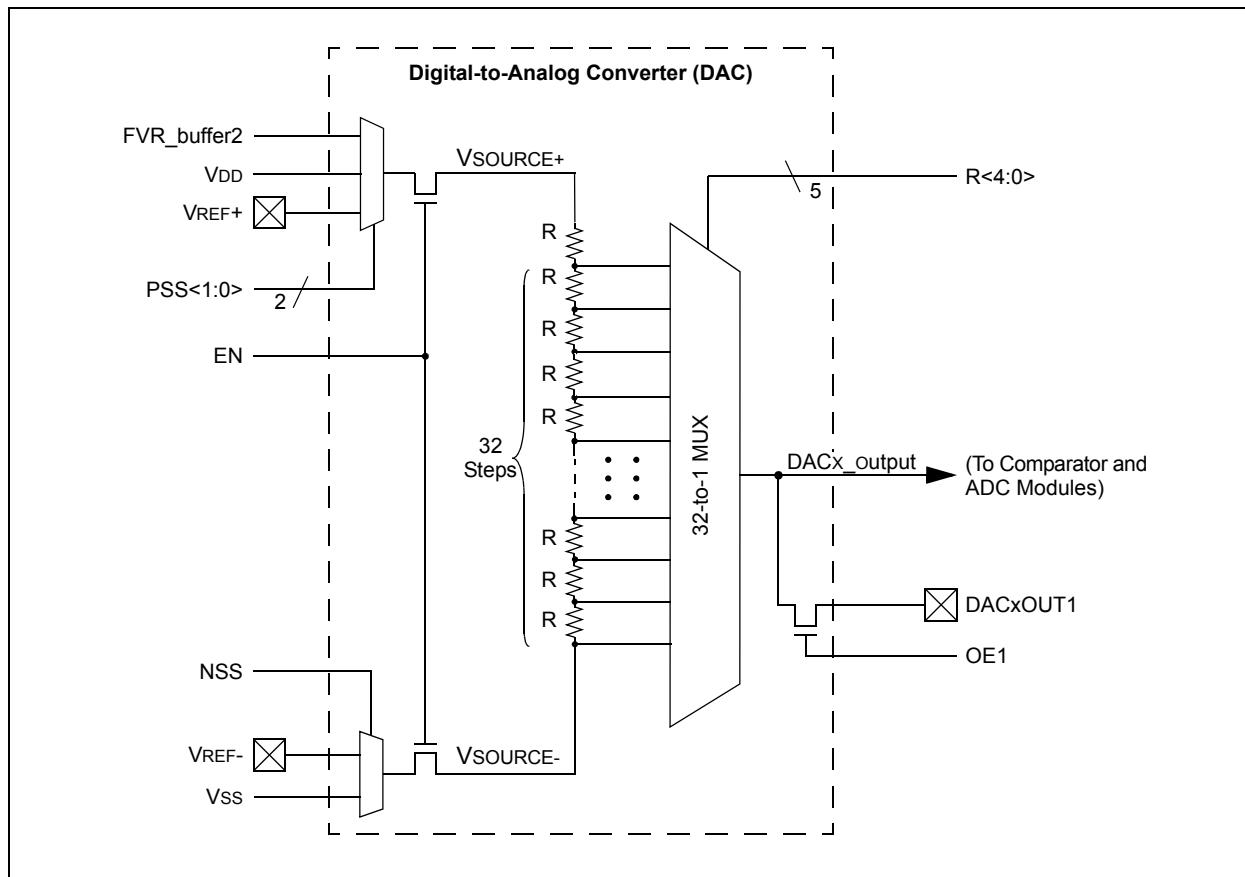 Digital-to-Analog Converter (DAC)
FVR_buffer2
VDD
VREF+
PSS<1:0>
2
EN
VSOURCE+
5
R<4:0>
R
R
R
R
R
32
Steps
R
R
R
32-to-1 MUX
DACx_output
(To Comparator and
ADC Modules)
DACxOUT1
OE1
NSS
VREF-
VSS
VSOURCE-